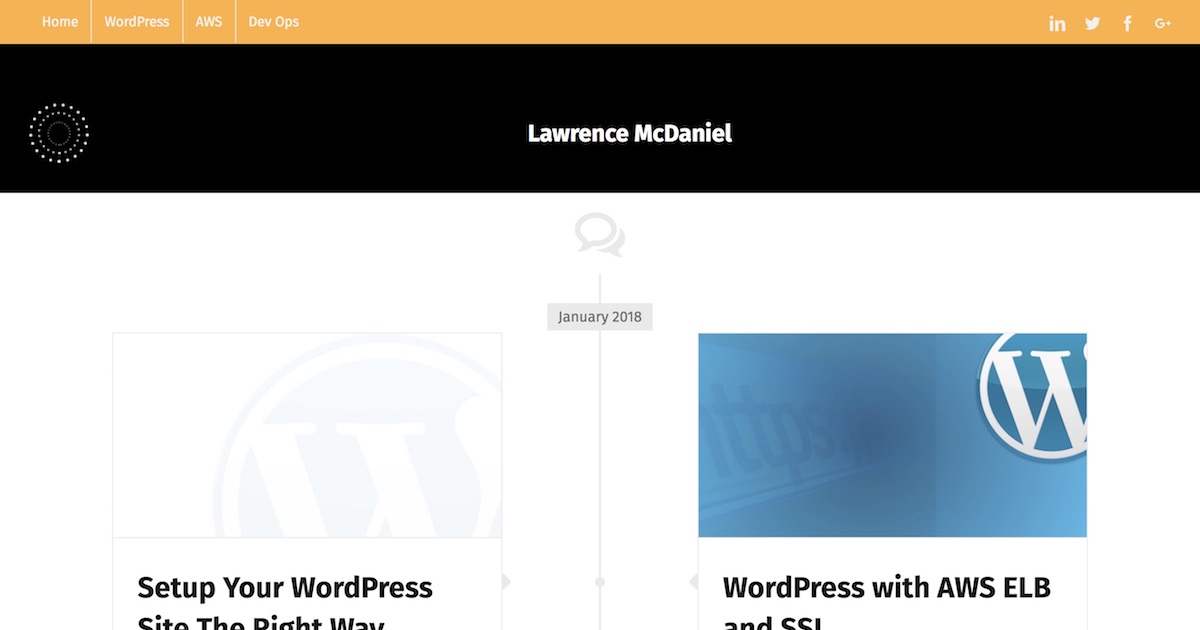 Home WordPress AWS Dev Ops
Lawrence McDaniel
January 2018
https:/
Setup Your WordPress
Site The Right Way
WordPress with AWS ELB
and SSL